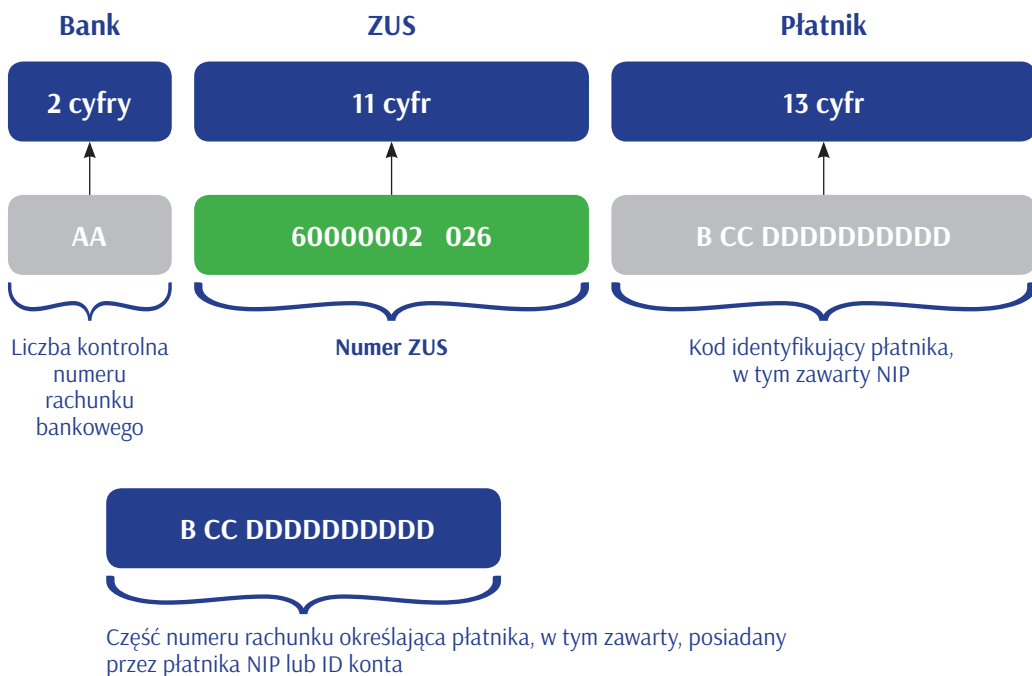 Bank
ZUS
Płatnik
2 cyfry
11 cyfr
13 cyfr
AA
60000002 026
B CC DDDDDDDDDD
Liczba kontrolna
numeru
rachunku
bankowego
Numer ZUS
Kod identyfikujący płatnika,
w tym zawarty NIP
B CC DDDDDDDDDD
Część numeru rachunku określająca płatnika, w tym zawarty, posiadany
przez płatnika NIP lub ID konta